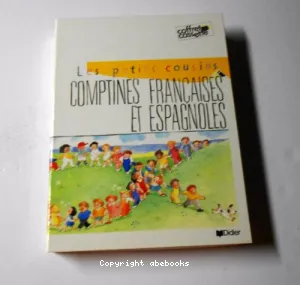 Les petits cousins
COMPTINES FRANÇAISES
ET ESPAGNOLES
Didier
Copyright abebooks